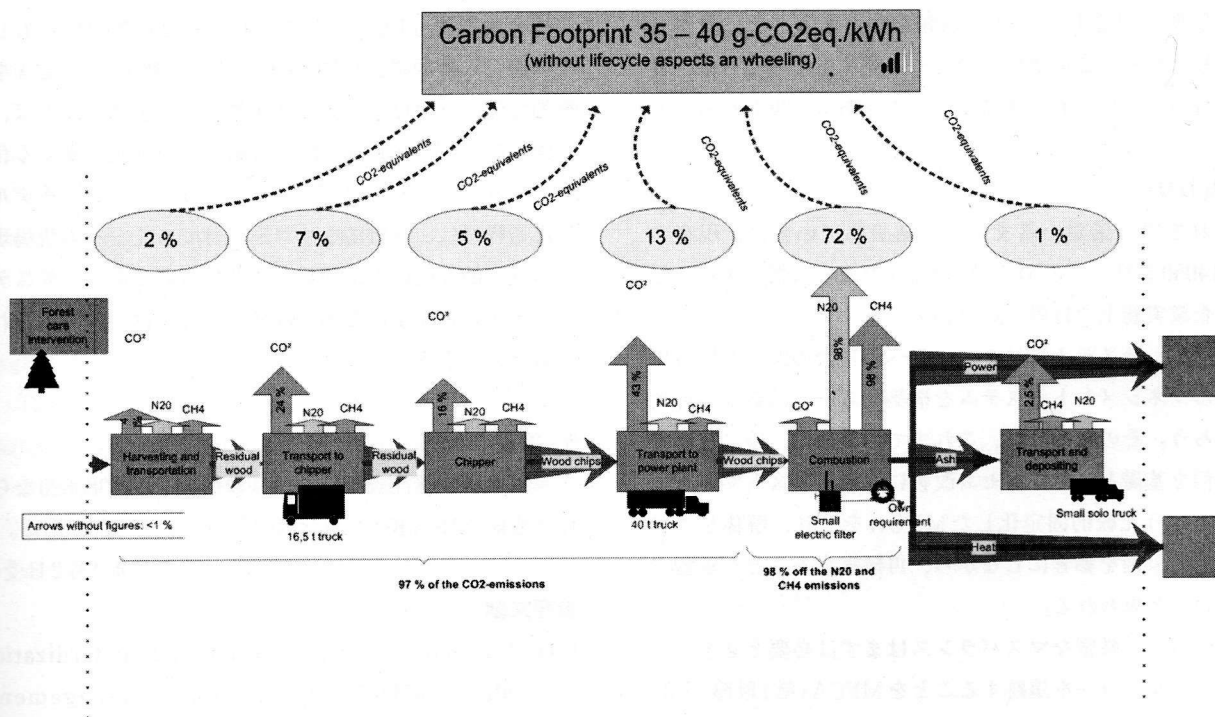 Carbon Footprint 35 – 40 g-CO2eq./kWh
(without lifecycle aspects an wheeling)
CO2-equivalents
CO2-equivalents
CO2-equivalents
CO2-equivalents
CO2-equivalents
CO2-equivalents
2 %
7 %
5 %
13 %
72 %
1 %
Forest
care
intervention
CO²
CO²
CO²
CO²
N20
CH4
CO²
24 %
16 %
43 %
98%
98 %
2,5 %
N20
CH4
N20
CH4
N20
CH4
N20
CH4
CO²
CH4
N20
Power
Harvesting and
transportation
Residual
wood
Transport to
chipper
Residual
wood
Chipper
Wood chips
Transport to
power plant
Wood chips
Combustion
Ash
Transport and
depositing
Arrows without figures: <1 %
16,5 t truck
40 t truck
Small
electric filter
Own
requirement
Small solo truck
Heat
97 % of the CO2-emissions
98 % off the N20 and
CH4 emissions